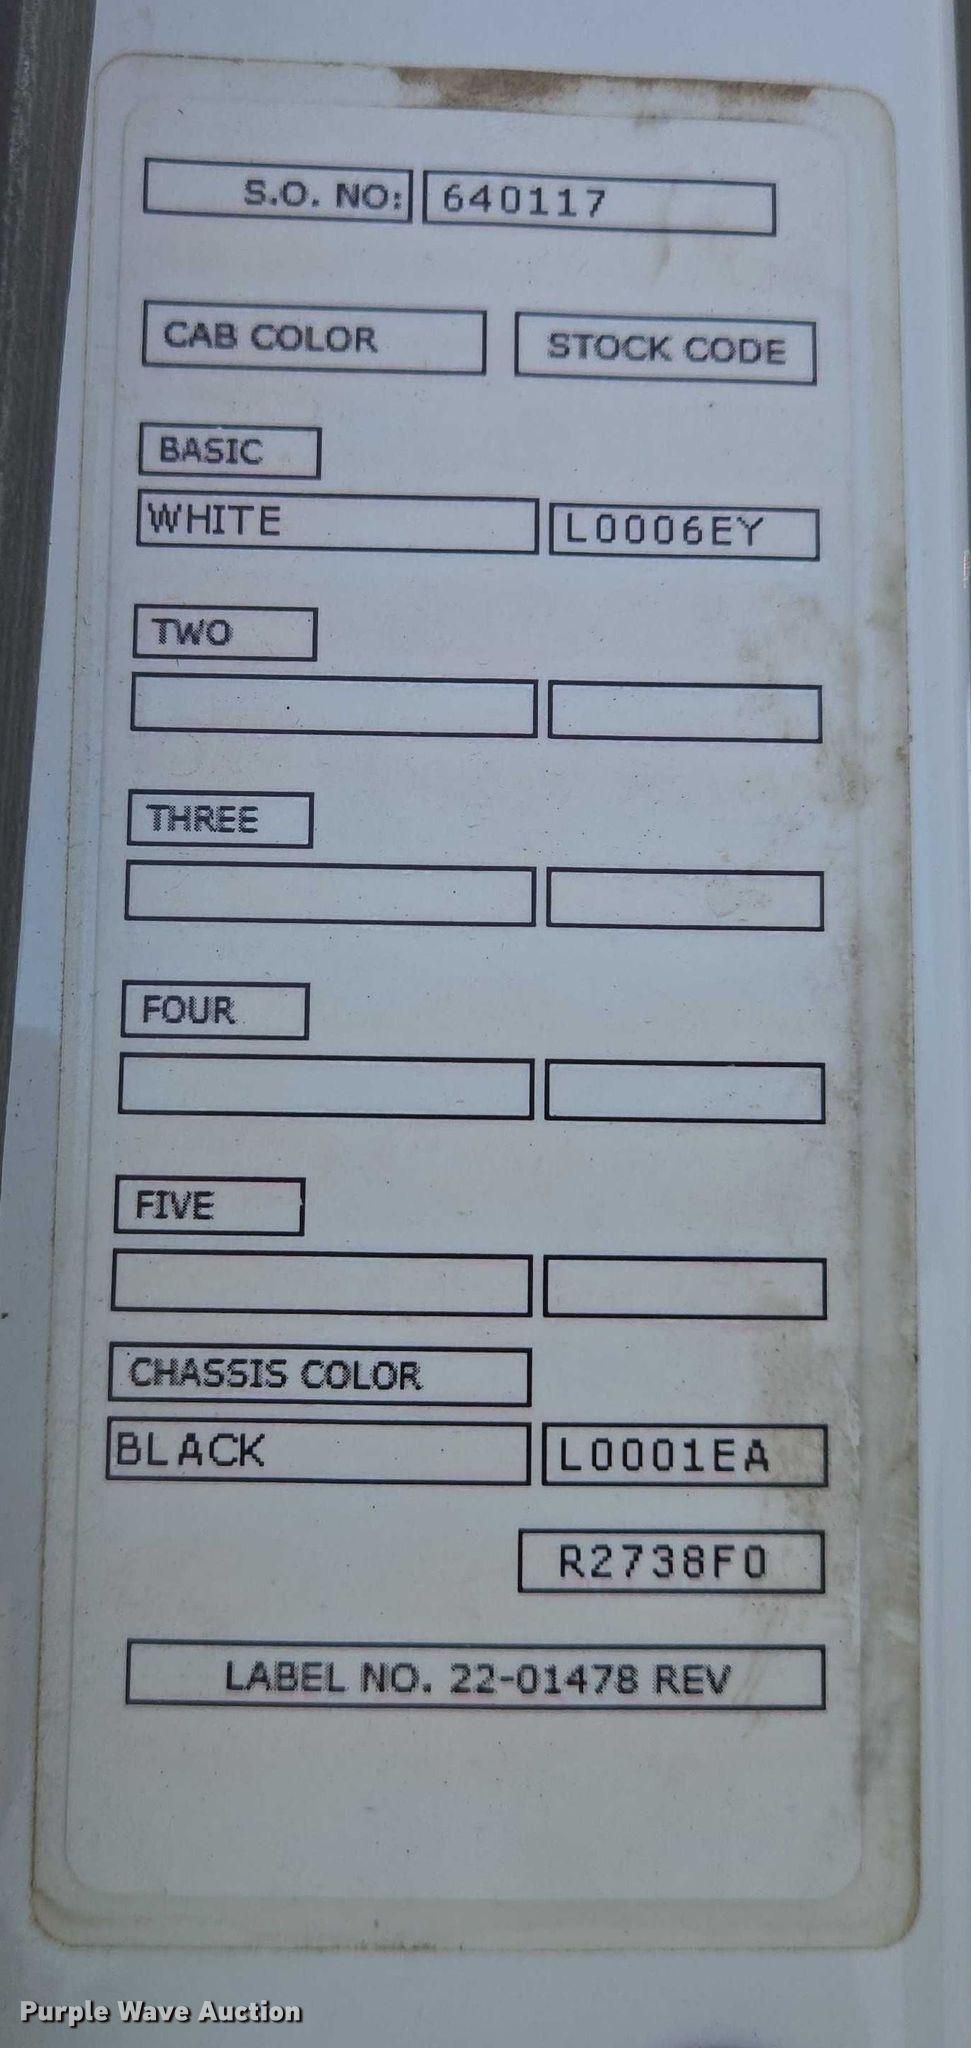 S.O. NO: 640117
CAB COLOR STOCK CODE
BASIC
WHITE L0006EY
TWO
THREE
FOUR
FIVE
CHASSIS COLOR
BLACK L0001EA
R2738F0
LABEL NO. 22-01478 REV
Purple Wave Auction